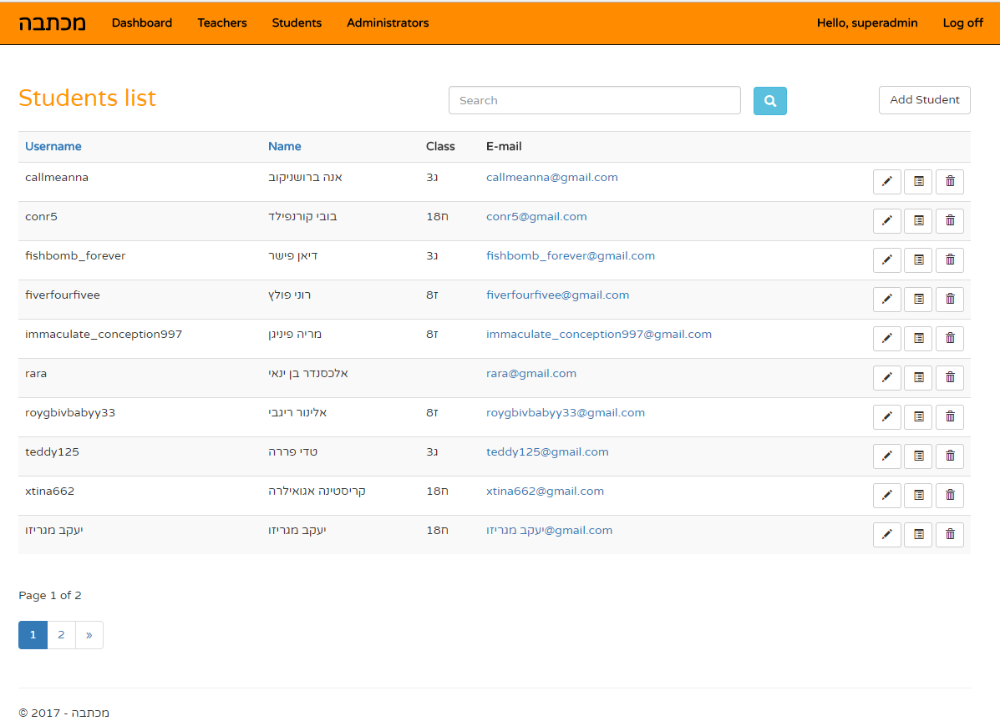 מכתבה Dashboard Teachers Students Administrators Hello, superadmin Log off
Students list Search Add Student
Username Name Class E-mail
callmeanna אנה ברושניקוב ג3 callmeanna@gmail.com
conr5 בובי קורנפילד ח18 conr5@gmail.com
fishbomb_forever דיאן פישר ג3 fishbomb_forever@gmail.com
fiverfourfivee רוני פולץ ז8 fiverfourfivee@gmail.com
immaculate_conception997 מריה פיניגן ז8 immaculate_conception997@gmail.com
rara אלכסנדר בן ינאי rara@gmail.com
roygbivbabyy33 אלינור ריגבי ז8 roygbivbabyy33@gmail.com
teddy125 טדי פררה ג3 teddy125@gmail.com
xtina662 קריסטינה אגואילרה ח18 xtina662@gmail.com
יעקב מגריזו יעקב מגריזו ח18 יעקב מגריזו@gmail.com
Page 1 of 2
1 2 »
© 2017 - מכתבה